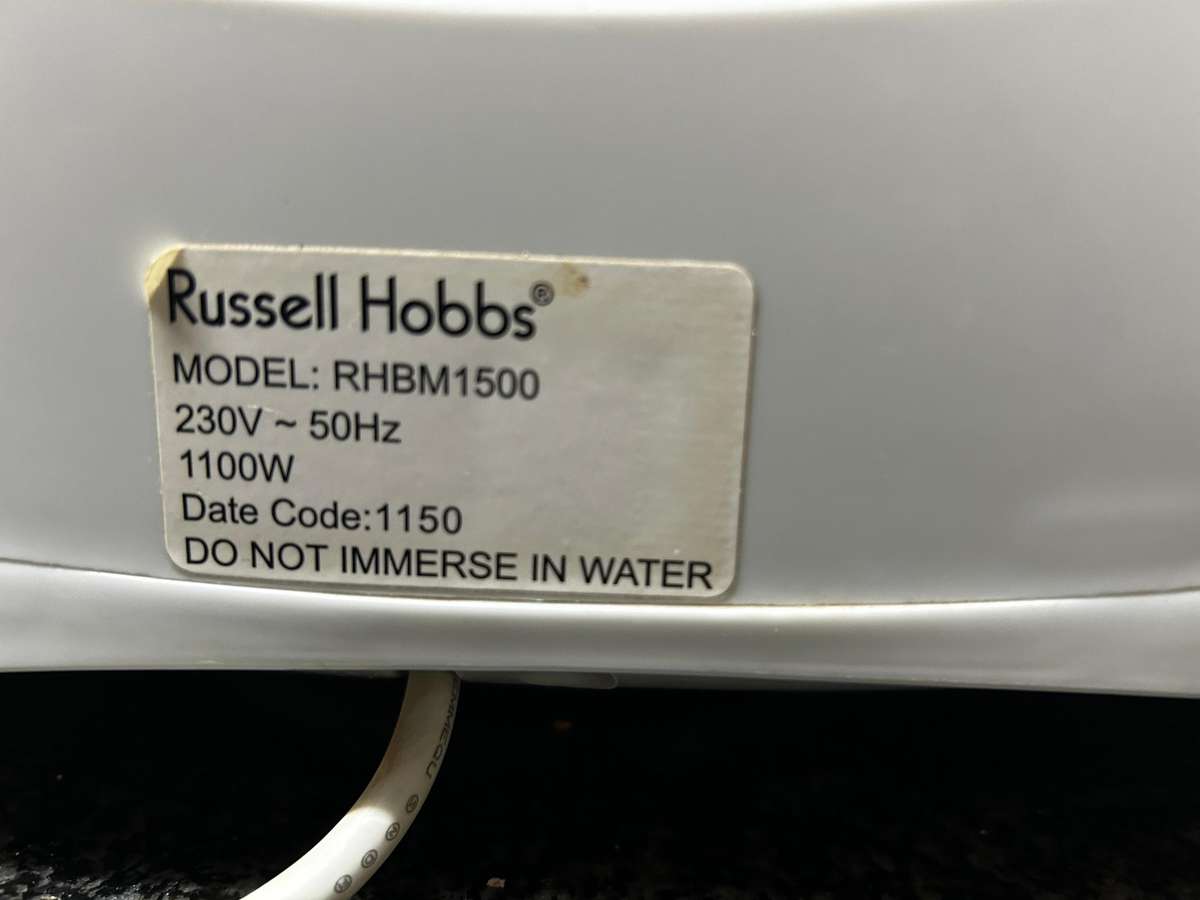 Russell Hobbs®
MODEL: RHBM1500
230V ~ 50Hz
1100W
Date Code:1150
DO NOT IMMERSE IN WATER